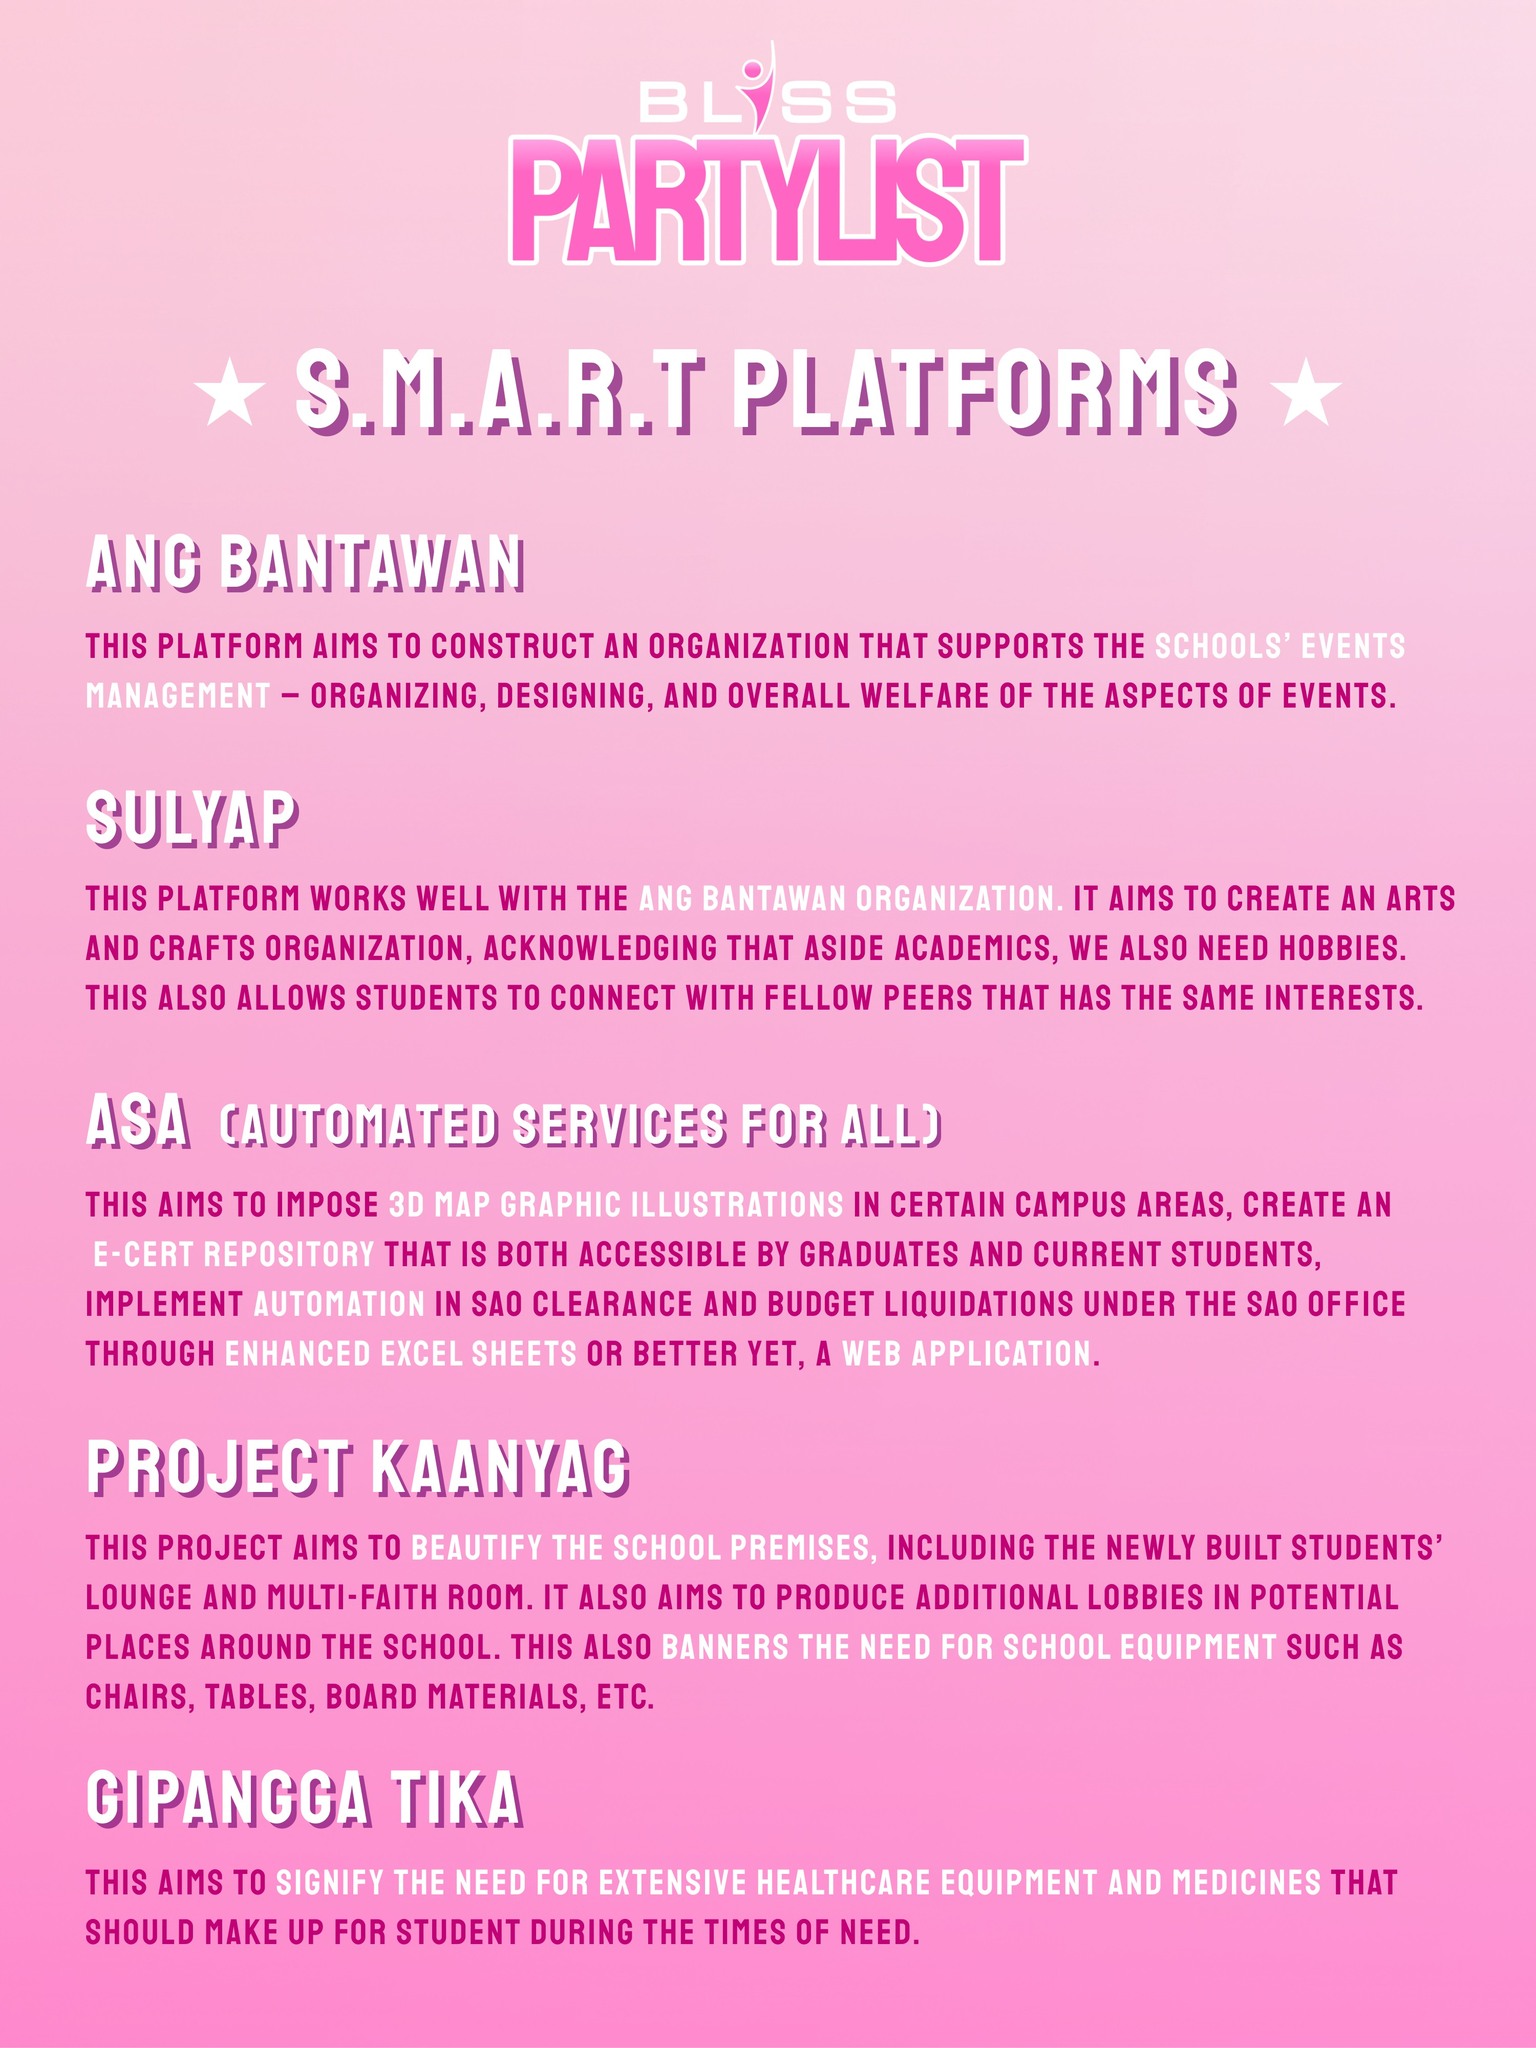 BLISS
PARTYLIST
★ S.M.A.R.T PLATFORMS ★
ANG BANTAWAN
THIS PLATFORM AIMS TO CONSTRUCT AN ORGANIZATION THAT SUPPORTS THE SCHOOLS' EVENTS
MANAGEMENT – ORGANIZING, DESIGNING, AND OVERALL WELFARE OF THE ASPECTS OF EVENTS.
SULYAP
THIS PLATFORM WORKS WELL WITH THE ANG BANTAWAN ORGANIZATION. IT AIMS TO CREATE AN ARTS
AND CRAFTS ORGANIZATION, ACKNOWLEDGING THAT ASIDE ACADEMICS, WE ALSO NEED HOBBIES.
THIS ALSO ALLOWS STUDENTS TO CONNECT WITH FELLOW PEERS THAT HAS THE SAME INTERESTS.
ASA (AUTOMATED SERVICES FOR ALL)
THIS AIMS TO IMPOSE 3D MAP GRAPHIC ILLUSTRATIONS IN CERTAIN CAMPUS AREAS, CREATE AN
E-CERT REPOSITORY THAT IS BOTH ACCESSIBLE BY GRADUATES AND CURRENT STUDENTS,
IMPLEMENT AUTOMATION IN SAO CLEARANCE AND BUDGET LIQUIDATIONS UNDER THE SAO OFFICE
THROUGH ENHANCED EXCEL SHEETS OR BETTER YET, A WEB APPLICATION.
PROJECT KAANYAG
THIS PROJECT AIMS TO BEAUTIFY THE SCHOOL PREMISES, INCLUDING THE NEWLY BUILT STUDENTS'
LOUNGE AND MULTI-FAITH ROOM. IT ALSO AIMS TO PRODUCE ADDITIONAL LOBBIES IN POTENTIAL
PLACES AROUND THE SCHOOL. THIS ALSO BANNERS THE NEED FOR SCHOOL EQUIPMENT SUCH AS
CHAIRS, TABLES, BOARD MATERIALS, ETC.
GIPANGGA TIKA
THIS AIMS TO SIGNIFY THE NEED FOR EXTENSIVE HEALTHCARE EQUIPMENT AND MEDICINES THAT
SHOULD MAKE UP FOR STUDENT DURING THE TIMES OF NEED.